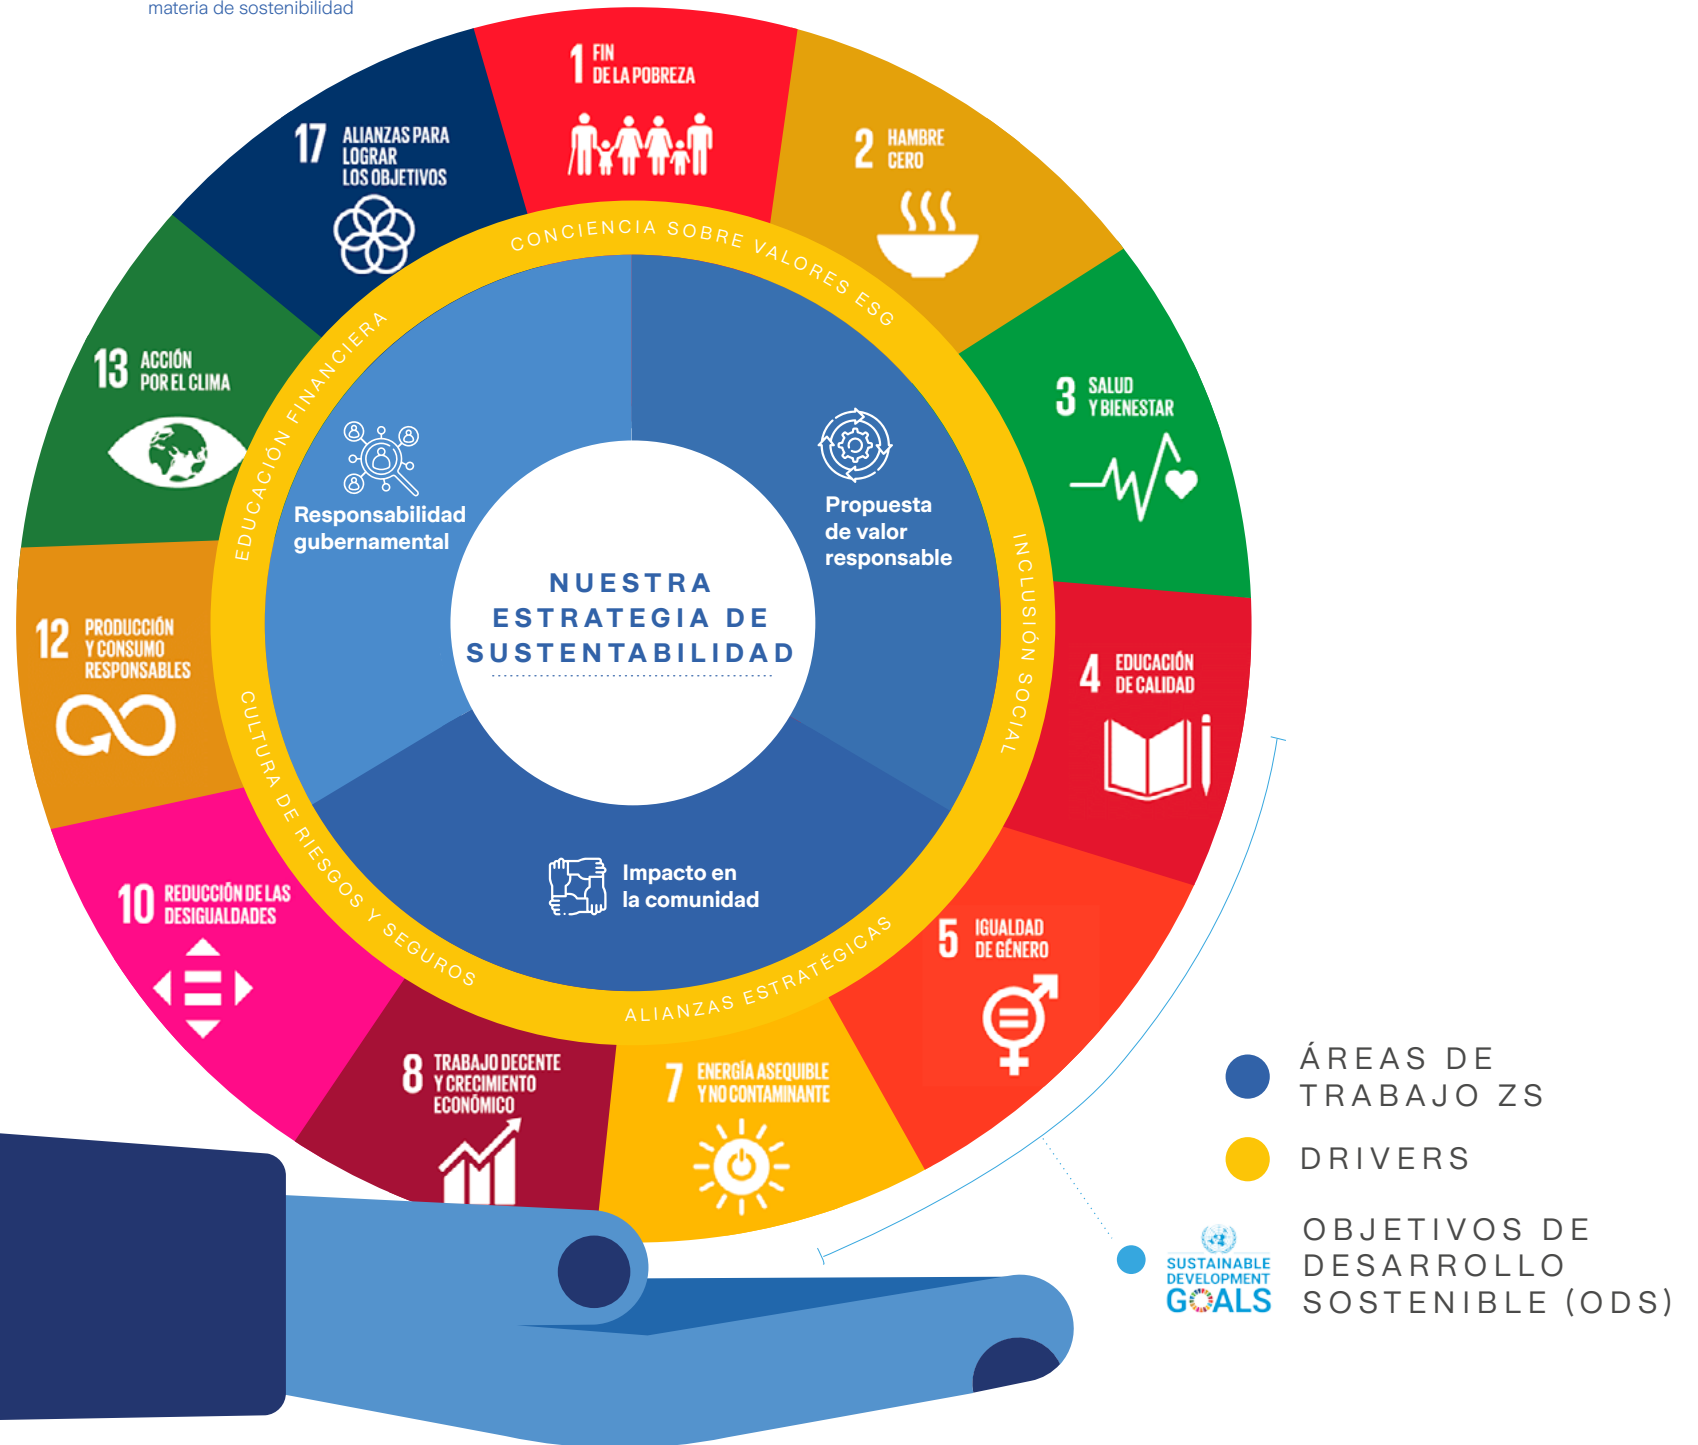 materia de sostenibilidad
1 FIN
DE LA POBREZA
2 HAMBRE
CERO
3 SALUD
Y BIENESTAR
4 EDUCACIÓN
DE CALIDAD
5 IGUALDAD
DE GÉNERO
7 ENERGÍA ASEQUIBLE
Y NO CONTAMINANTE
8 TRABAJO DECENTE
Y CRECIMIENTO
ECONÓMICO
10 REDUCCIÓN DE LAS
DESIGUALDADES
12 PRODUCCIÓN
Y CONSUMO
RESPONSABLES
13 ACCIÓN
POR EL CLIMA
17 ALIANZAS PARA
LOGRAR
LOS OBJETIVOS
CONCIENCIA SOBRE VALORES ESG
INCLUSIÓN SOCIAL
ALIANZAS ESTRATÉGICAS
CULTURA DE RIESGOS Y SEGUROS
EDUCACIÓN FINANCIERA
Responsabilidad
gubernamental
Propuesta
de valor
responsable
Impacto en
la comunidad
NUESTRA
ESTRATEGIA DE
SUSTENTABILIDAD
ÁREAS DE
TRABAJO ZS
DRIVERS
SUSTAINABLE
DEVELOPMENT
GOALS
OBJETIVOS DE
DESARROLLO
SOSTENIBLE (ODS)